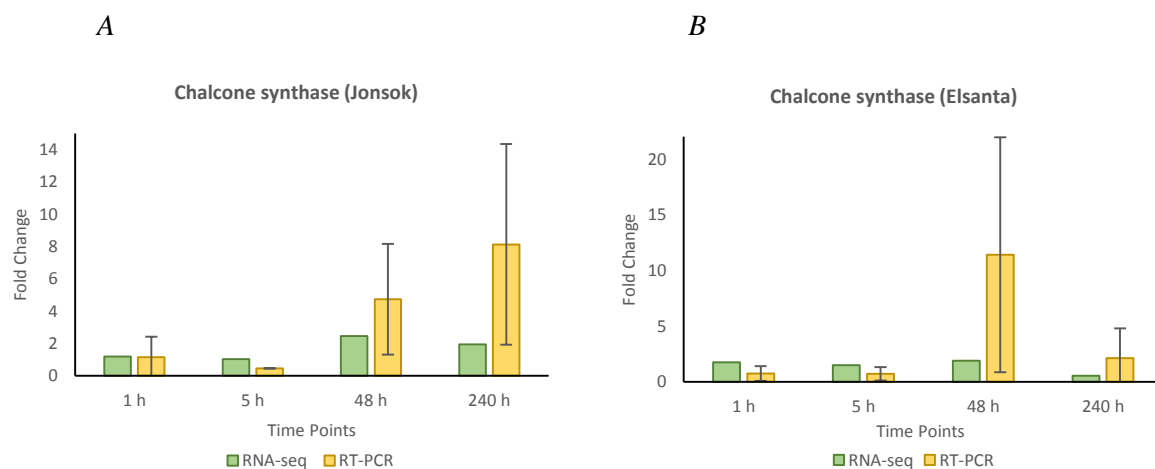 A
B
Chalcone synthase (Jonsok)
14
12
10
8
6
4
2
0
Fold Change
1 h 5 h 48 h 240 h
Time Points
RNA-seq RT-PCR
Chalcone synthase (Elsanta)
20
15
10
5
0
Fold Change
1 h 5 h 48 h 240 h
Time Points
RNA-seq RT-PCR